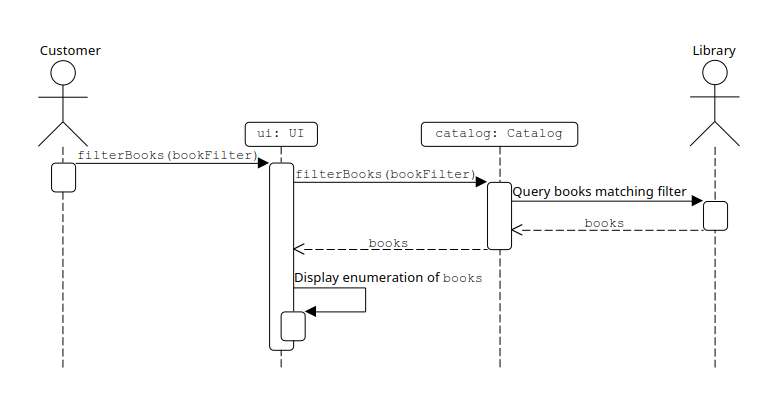 Customer
Library
ui: UI
catalog: Catalog
filterBooks(bookFilter)
filterBooks(bookFilter)
Query books matching filter
books
books
Display enumeration of books